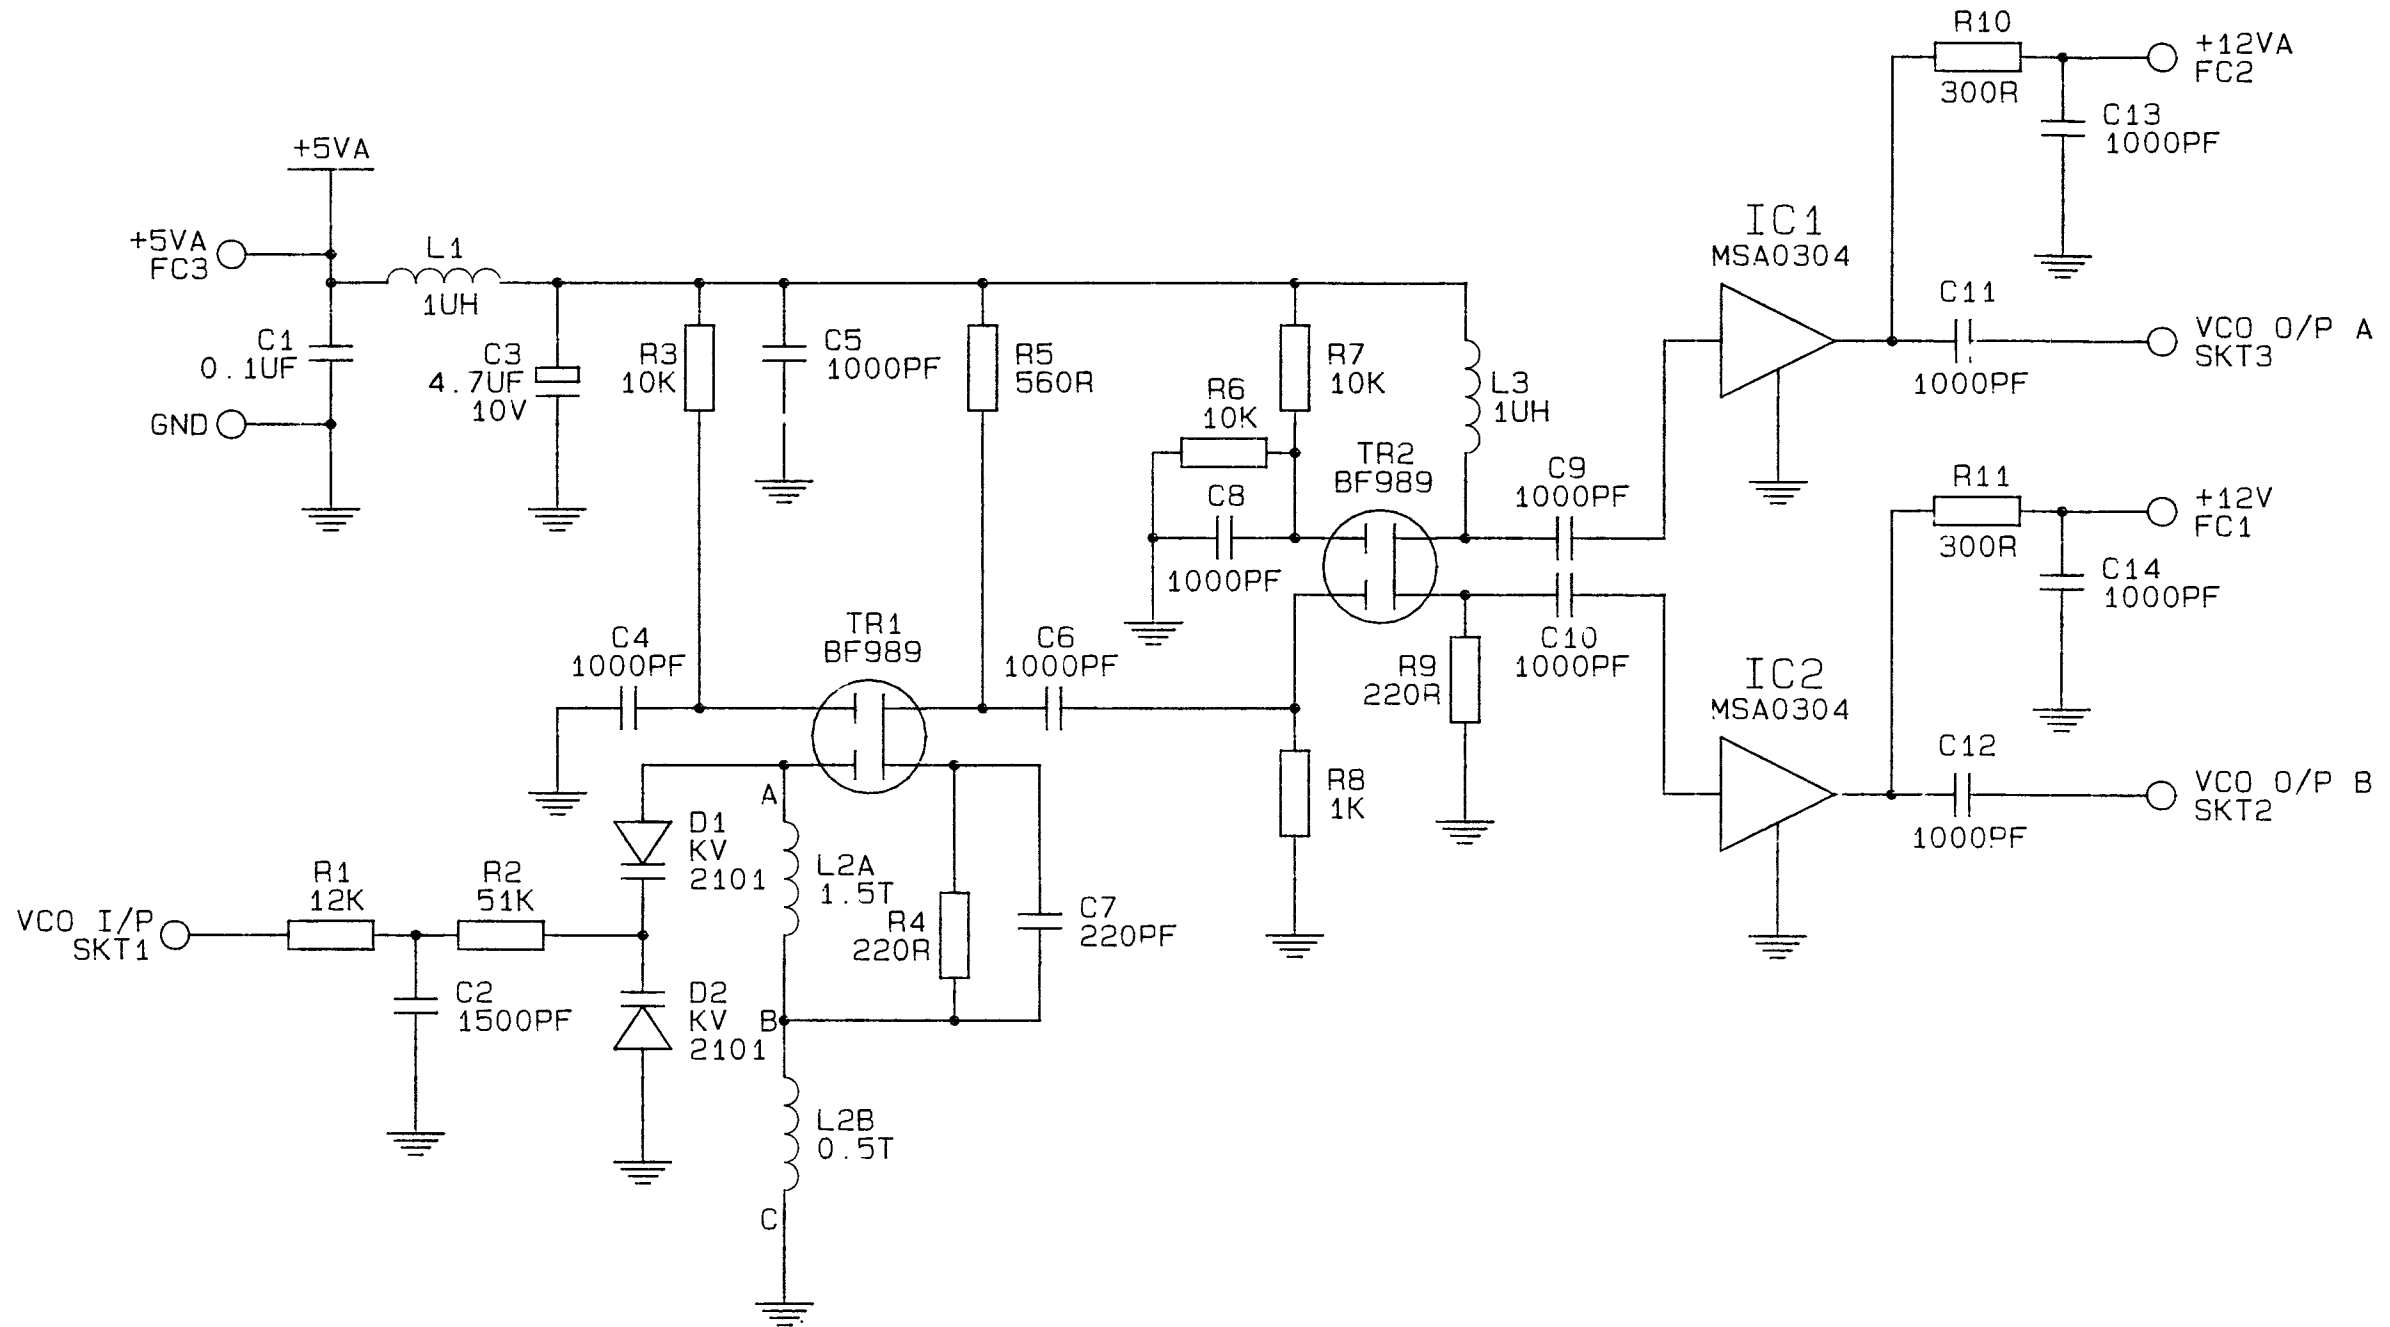 R10
300R
+12VA
FC2
C13
1000PF
+5VA
+5VA
FC3
L1
1UH
C1
0.1UF
GND
C3
4.7UF
10V
R3
10K
C5
1000PF
R5
560R
R7
10K
R6
10K
C8
1000PF
L3
1UH
TR2
BF989
C9
1000PF
C10
1000PF
R9
220R
IC1
MSA0304
C11
1000PF
VCO O/P A
SKT3
R11
300R
+12V
FC1
C14
1000PF
IC2
MSA0304
C12
1000PF
VCO O/P B
SKT2
C4
1000PF
TR1
BF989
C6
1000PF
R8
1K
A
D1
KV
2101
L2A
1.5T
R4
220R
C7
220PF
VCO I/P
SKT1
R1
12K
R2
51K
C2
1500PF
D2
KV
2101
B
L2B
0.5T
C